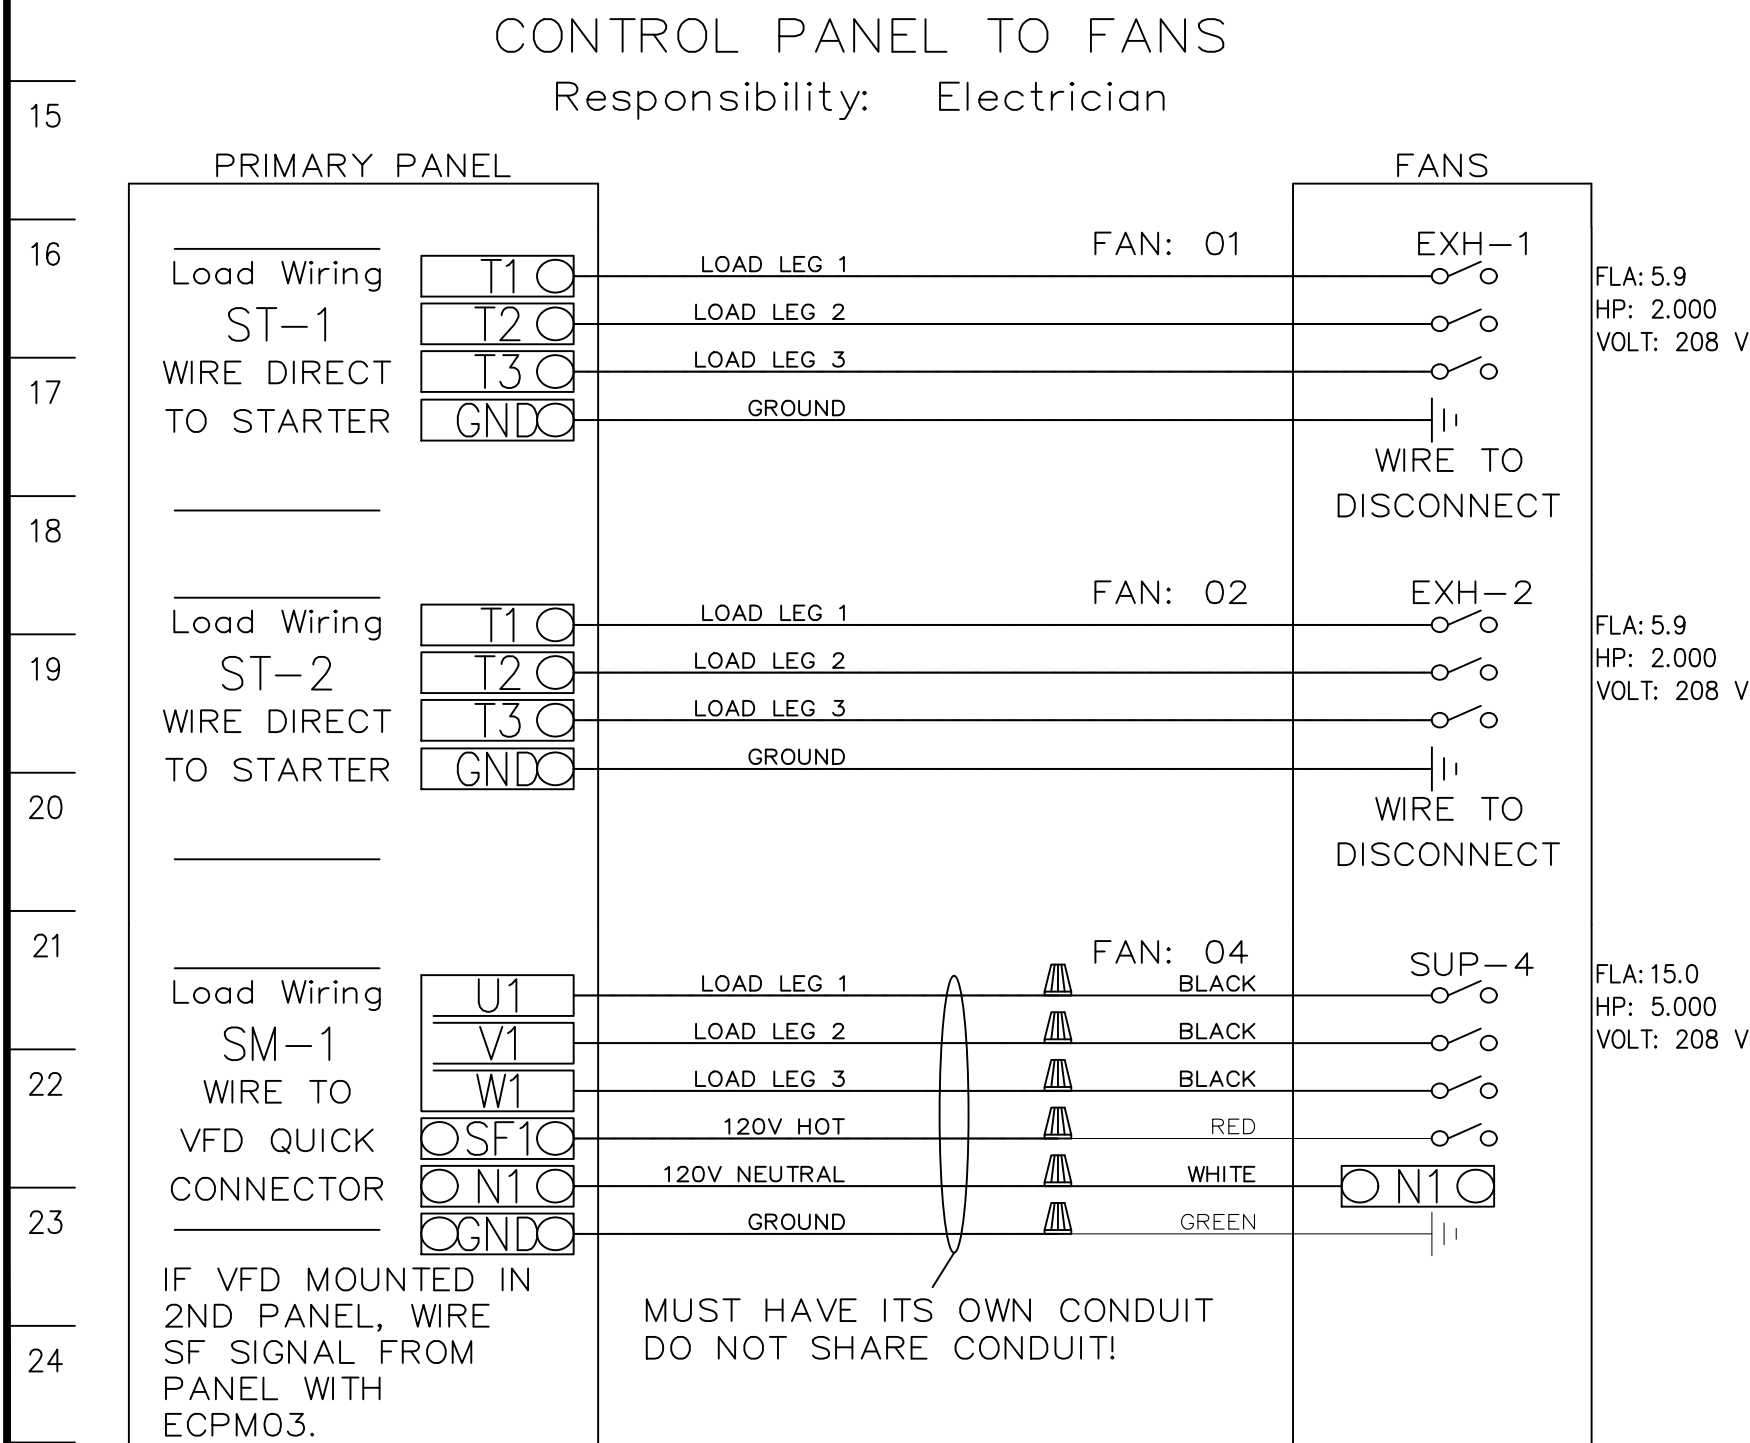 CONTROL PANEL TO FANS
Responsibility: Electrician
15
16
17
18
19
20
21
22
23
24
PRIMARY PANEL
FANS
Load Wiring
ST-1
WIRE DIRECT
TO STARTER
T1
T2
T3
GND
LOAD LEG 1
LOAD LEG 2
LOAD LEG 3
GROUND
FAN: 01
EXH-1
WIRE TO
DISCONNECT
FLA: 5.9
HP: 2.000
VOLT: 208 V
Load Wiring
ST-2
WIRE DIRECT
TO STARTER
T1
T2
T3
GND
LOAD LEG 1
LOAD LEG 2
LOAD LEG 3
GROUND
FAN: 02
EXH-2
WIRE TO
DISCONNECT
FLA: 5.9
HP: 2.000
VOLT: 208 V
Load Wiring
SM-1
WIRE TO
VFD QUICK
CONNECTOR
U1
V1
W1
SF1
N1
GND
LOAD LEG 1
LOAD LEG 2
LOAD LEG 3
120V HOT
120V NEUTRAL
GROUND
FAN: 04
BLACK
BLACK
BLACK
RED
WHITE
GREEN
SUP-4
N1
FLA: 15.0
HP: 5.000
VOLT: 208 V
IF VFD MOUNTED IN
2ND PANEL, WIRE
SF SIGNAL FROM
PANEL WITH
ECPM03.
MUST HAVE ITS OWN CONDUIT
DO NOT SHARE CONDUIT!